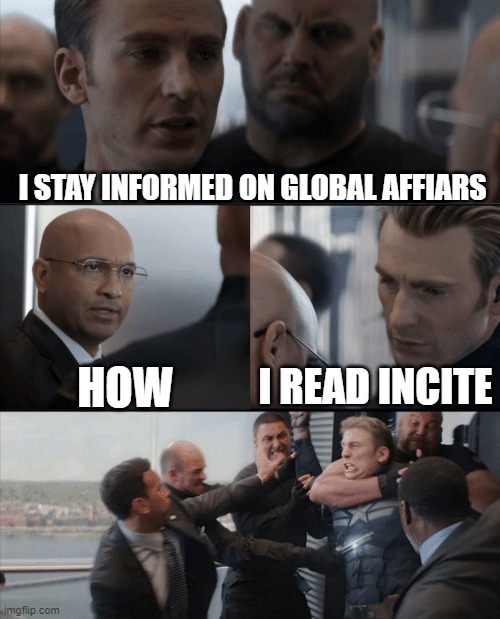 I STAY INFORMED ON GLOBAL AFFIARS
HOW
I READ INCITE
imgflip.com